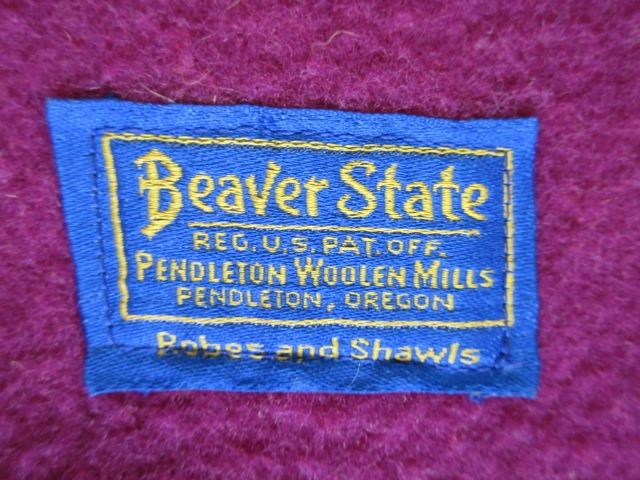 Beaver State
REG. U.S. PAT. OFF.
PENDLETON WOOLEN MILLS
PENDLETON, OREGON
Robes and Shawls